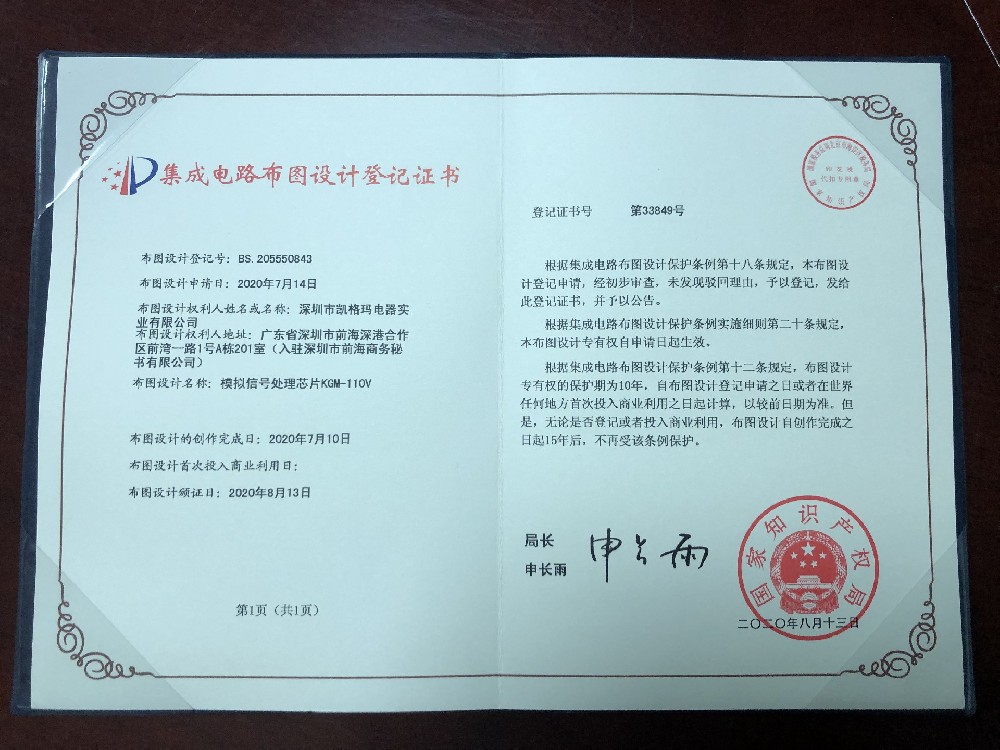 集成电路布图设计登记证书
布图设计登记号：BS.205550843
布图设计申请日：2020年7月14日
布图设计权利人姓名或名称：深圳市凯格玛电器实
业有限公司
布图设计权利人地址：广东省深圳市前海深港合作
区前湾一路1号A栋201室（入驻深圳市前海商务秘
书有限公司）
布图设计名称：模拟信号处理芯片KGM-110V
布图设计的创作完成日：2020年7月10日
布图设计首次投入商业利用日：
布图设计颁证日：2020年8月13日
第1页（共1页）
登记证书号 第33849号
根据集成电路布图设计保护条例第十八条规定，本布图设
计登记申请，经初步审查，未发现驳回理由，予以登记，发给
此登记证书，并予以公告。
根据集成电路布图设计保护条例实施细则第二十条规定，
本布图设计专有权自申请日起生效。
根据集成电路布图设计保护条例第十二条规定，布图设计
专有权的保护期为10年，自布图设计登记申请之日或者在世界
任何地方首次投入商业利用之日起计算，以较前日期为准。但
是，无论是否登记或者投入商业利用，布图设计自创作完成之
日起15年后，不再受该条例保护。
局长
申长雨
申长雨
国家知识产权局
二〇二〇年八月十三日